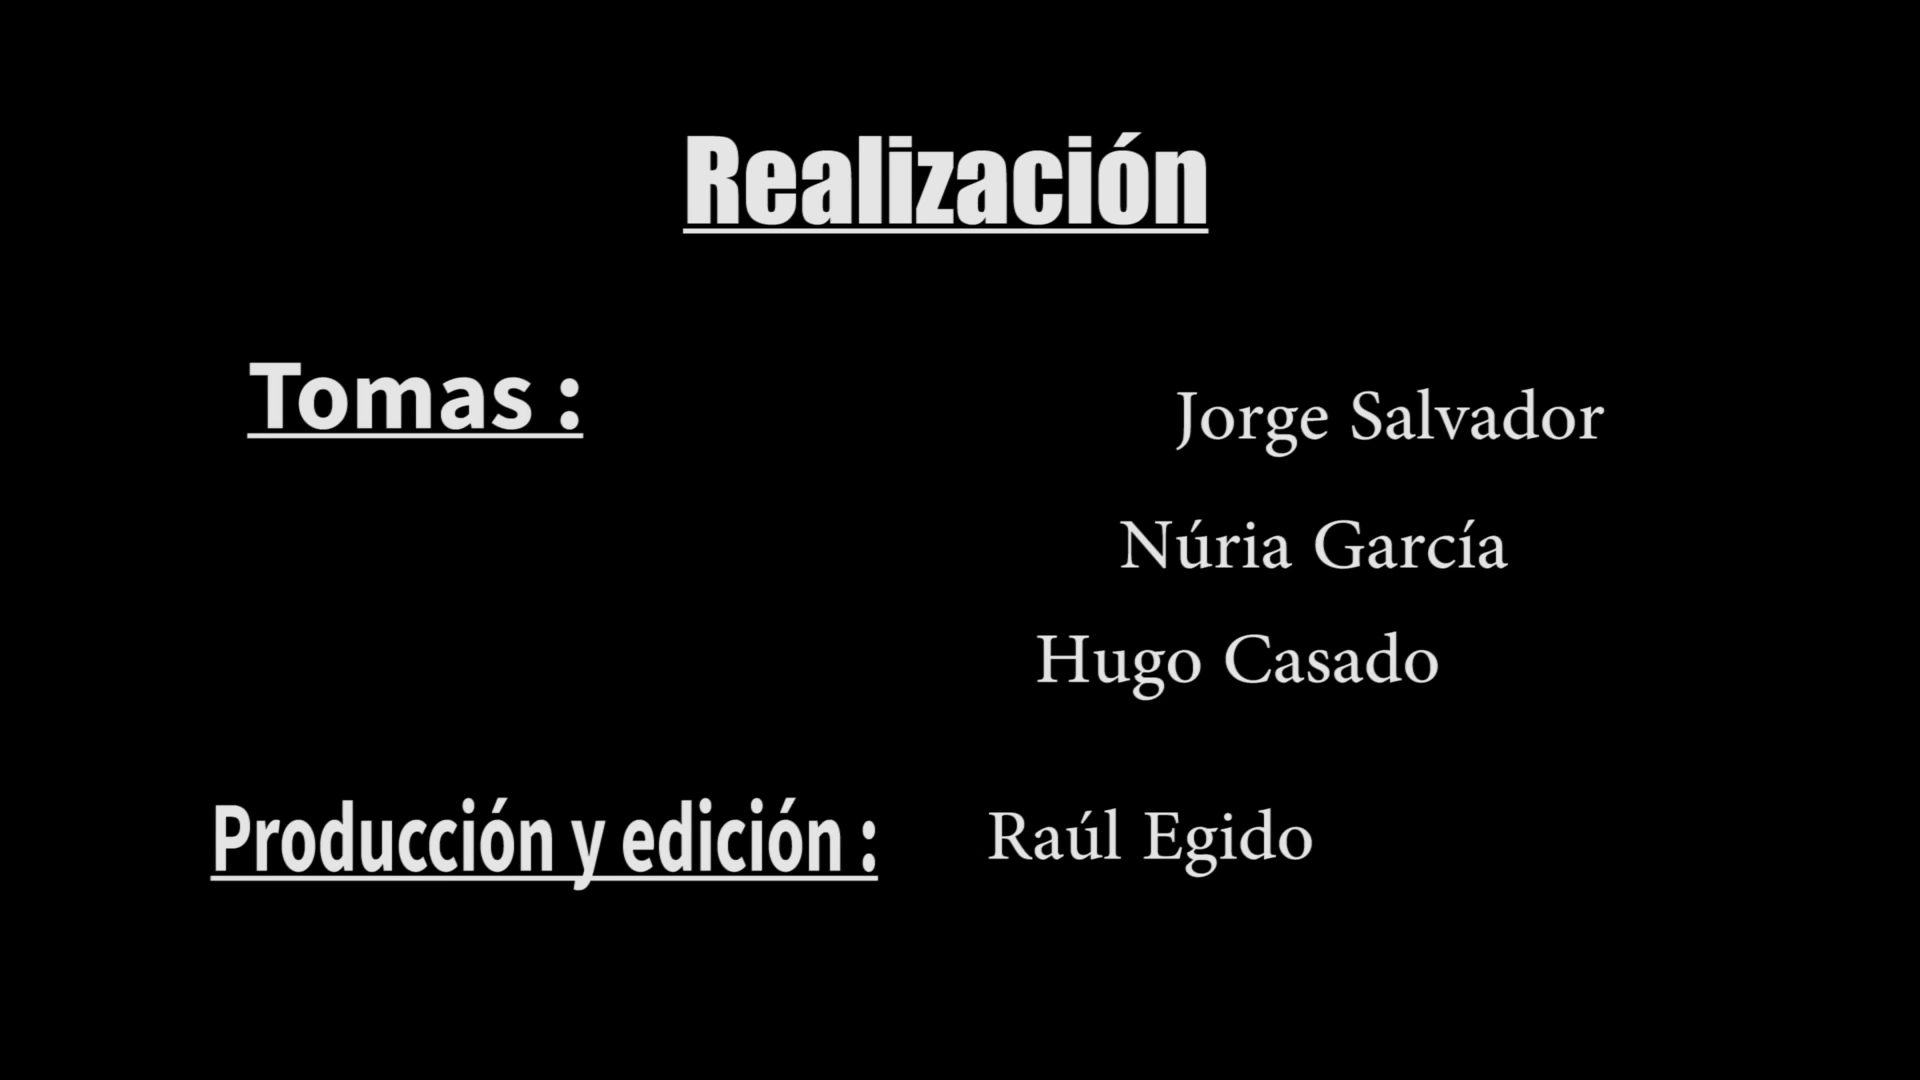 Realización
Tomas : Jorge Salvador
Núria García
Hugo Casado
Producción y edición : Raúl Egido